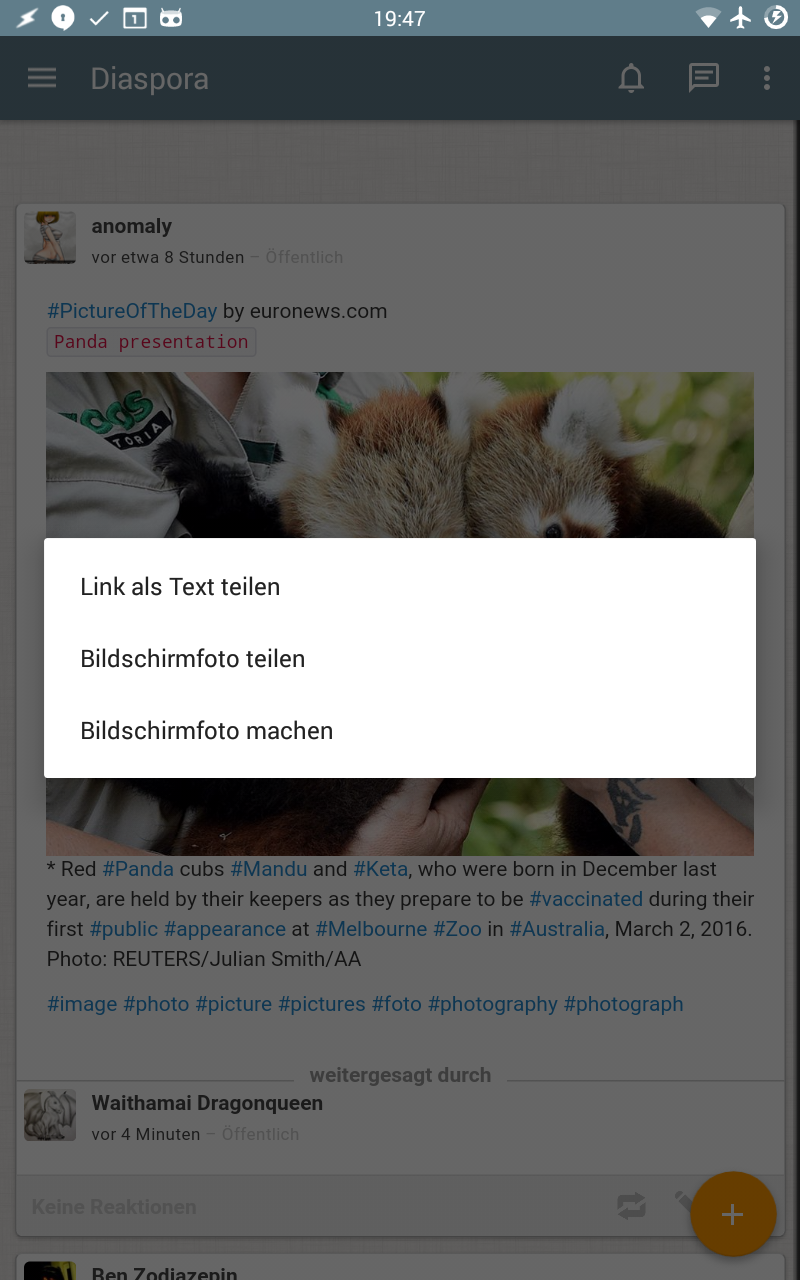 1
19:47
Diaspora
anomaly
vor etwa 8 Stunden – Öffentlich
#PictureOfTheDay by euronews.com
Panda presentation
TORIA
Link als Text teilen
Bildschirmfoto teilen
Bildschirmfoto machen
* Red #Panda cubs #Mandu and #Keta, who were born in December last
year, are held by their keepers as they prepare to be #vaccinated during their
first #public #appearance at #Melbourne #Zoo in #Australia, March 2, 2016.
Photo: REUTERS/Julian Smith/AA
#image #photo #picture #pictures #foto #photography #photograph
weitergesagt durch
Waithamai Dragonqueen
vor 4 Minuten – Öffentlich
Keine Reaktionen
Ben Zodiazepin